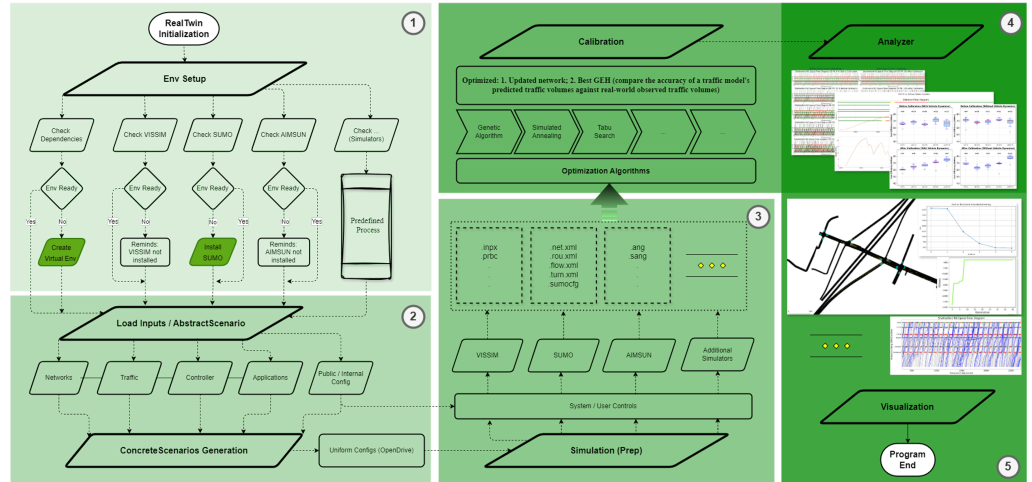 1
RealTwin
Initialization
Env Setup
Check
Dependencies
Check VISSIM
Check SUMO
Check AIMSUN
Check ...
(Simulators)
Env Ready
Env Ready
Env Ready
Env Ready
Yes
No
Yes
No
Yes
No
No
Yes
Create
Virtual Env
Reminds:
VISSIM not
installed
Install
SUMO
Reminds:
AIMSUN not
installed
Predefined
Process
2
Load Inputs / AbstractScenario
Networks
Traffic
Controller
Applications
Public / Internal
Config
ConcreteScenarios Generation
Uniform Configs (OpenDrive)
3
.inpx
.prbc
.
.
.net.xml
.rou.xml
.flow.xml
.turn.xml
.sumocfg
.ang
.sang
.
.
.
VISSIM
SUMO
AIMSUN
Additional
Simulators
System / User Controls
Simulation (Prep)
Calibration
Optimized: 1. Updated network; 2. Best GEH (compare the accuracy of a traffic model's
predicted traffic volumes against real-world observed traffic volumes)
Genetic
Algorithm
Simulated
Annealing
Tabu
Search
...
...
Optimization Algorithms
4
Analyzer
Visualization
Program
End
5